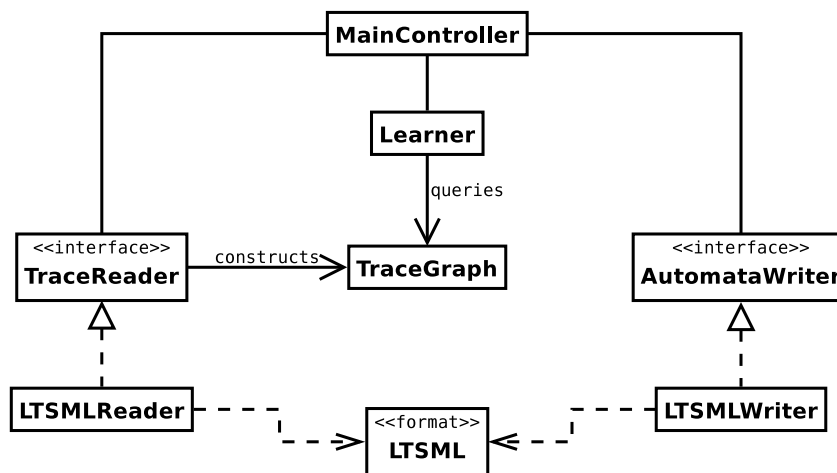 MainController
Learner
queries
<<interface>>
TraceReader
constructs
TraceGraph
<<interface>>
AutomataWriter
LTSMLReader
<<format>>
LTSML
LTSMLWriter